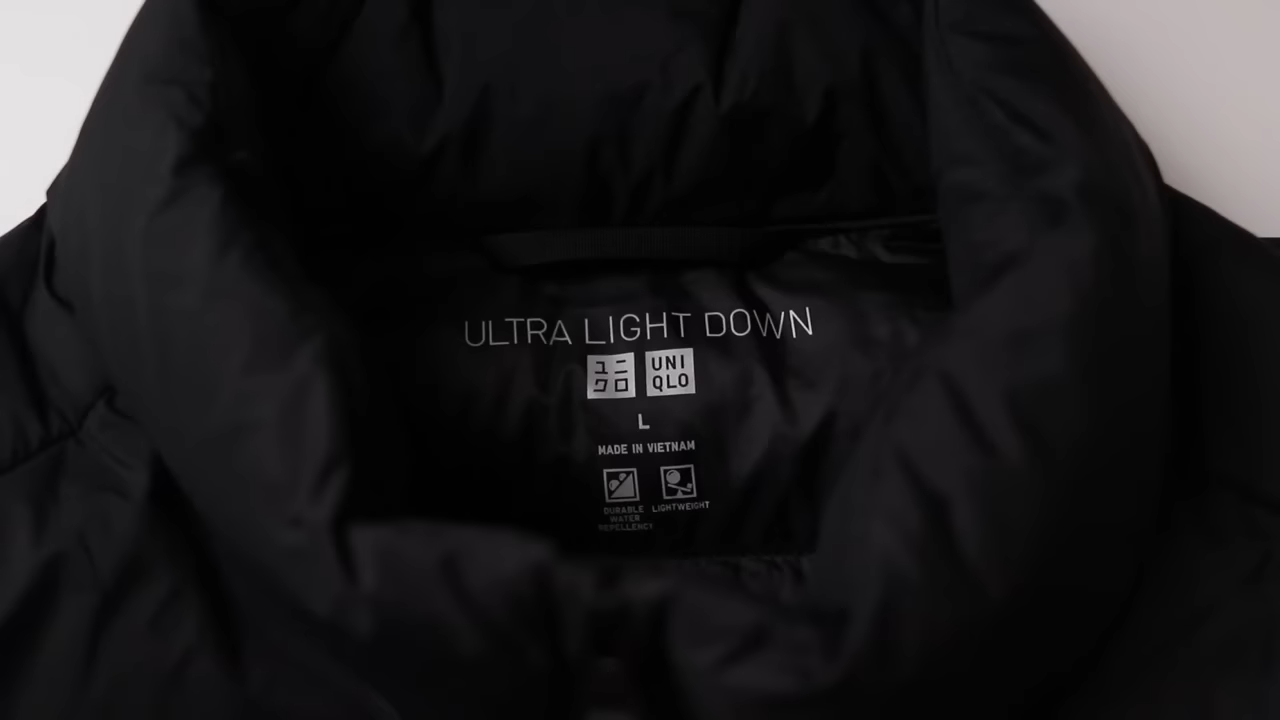 ULTRA LIGHT DOWN
ユニ UNI
クロ QLO
L
MADE IN VIETNAM
DURABLE LIGHTWEIGHT
WATER
REPELLENCY